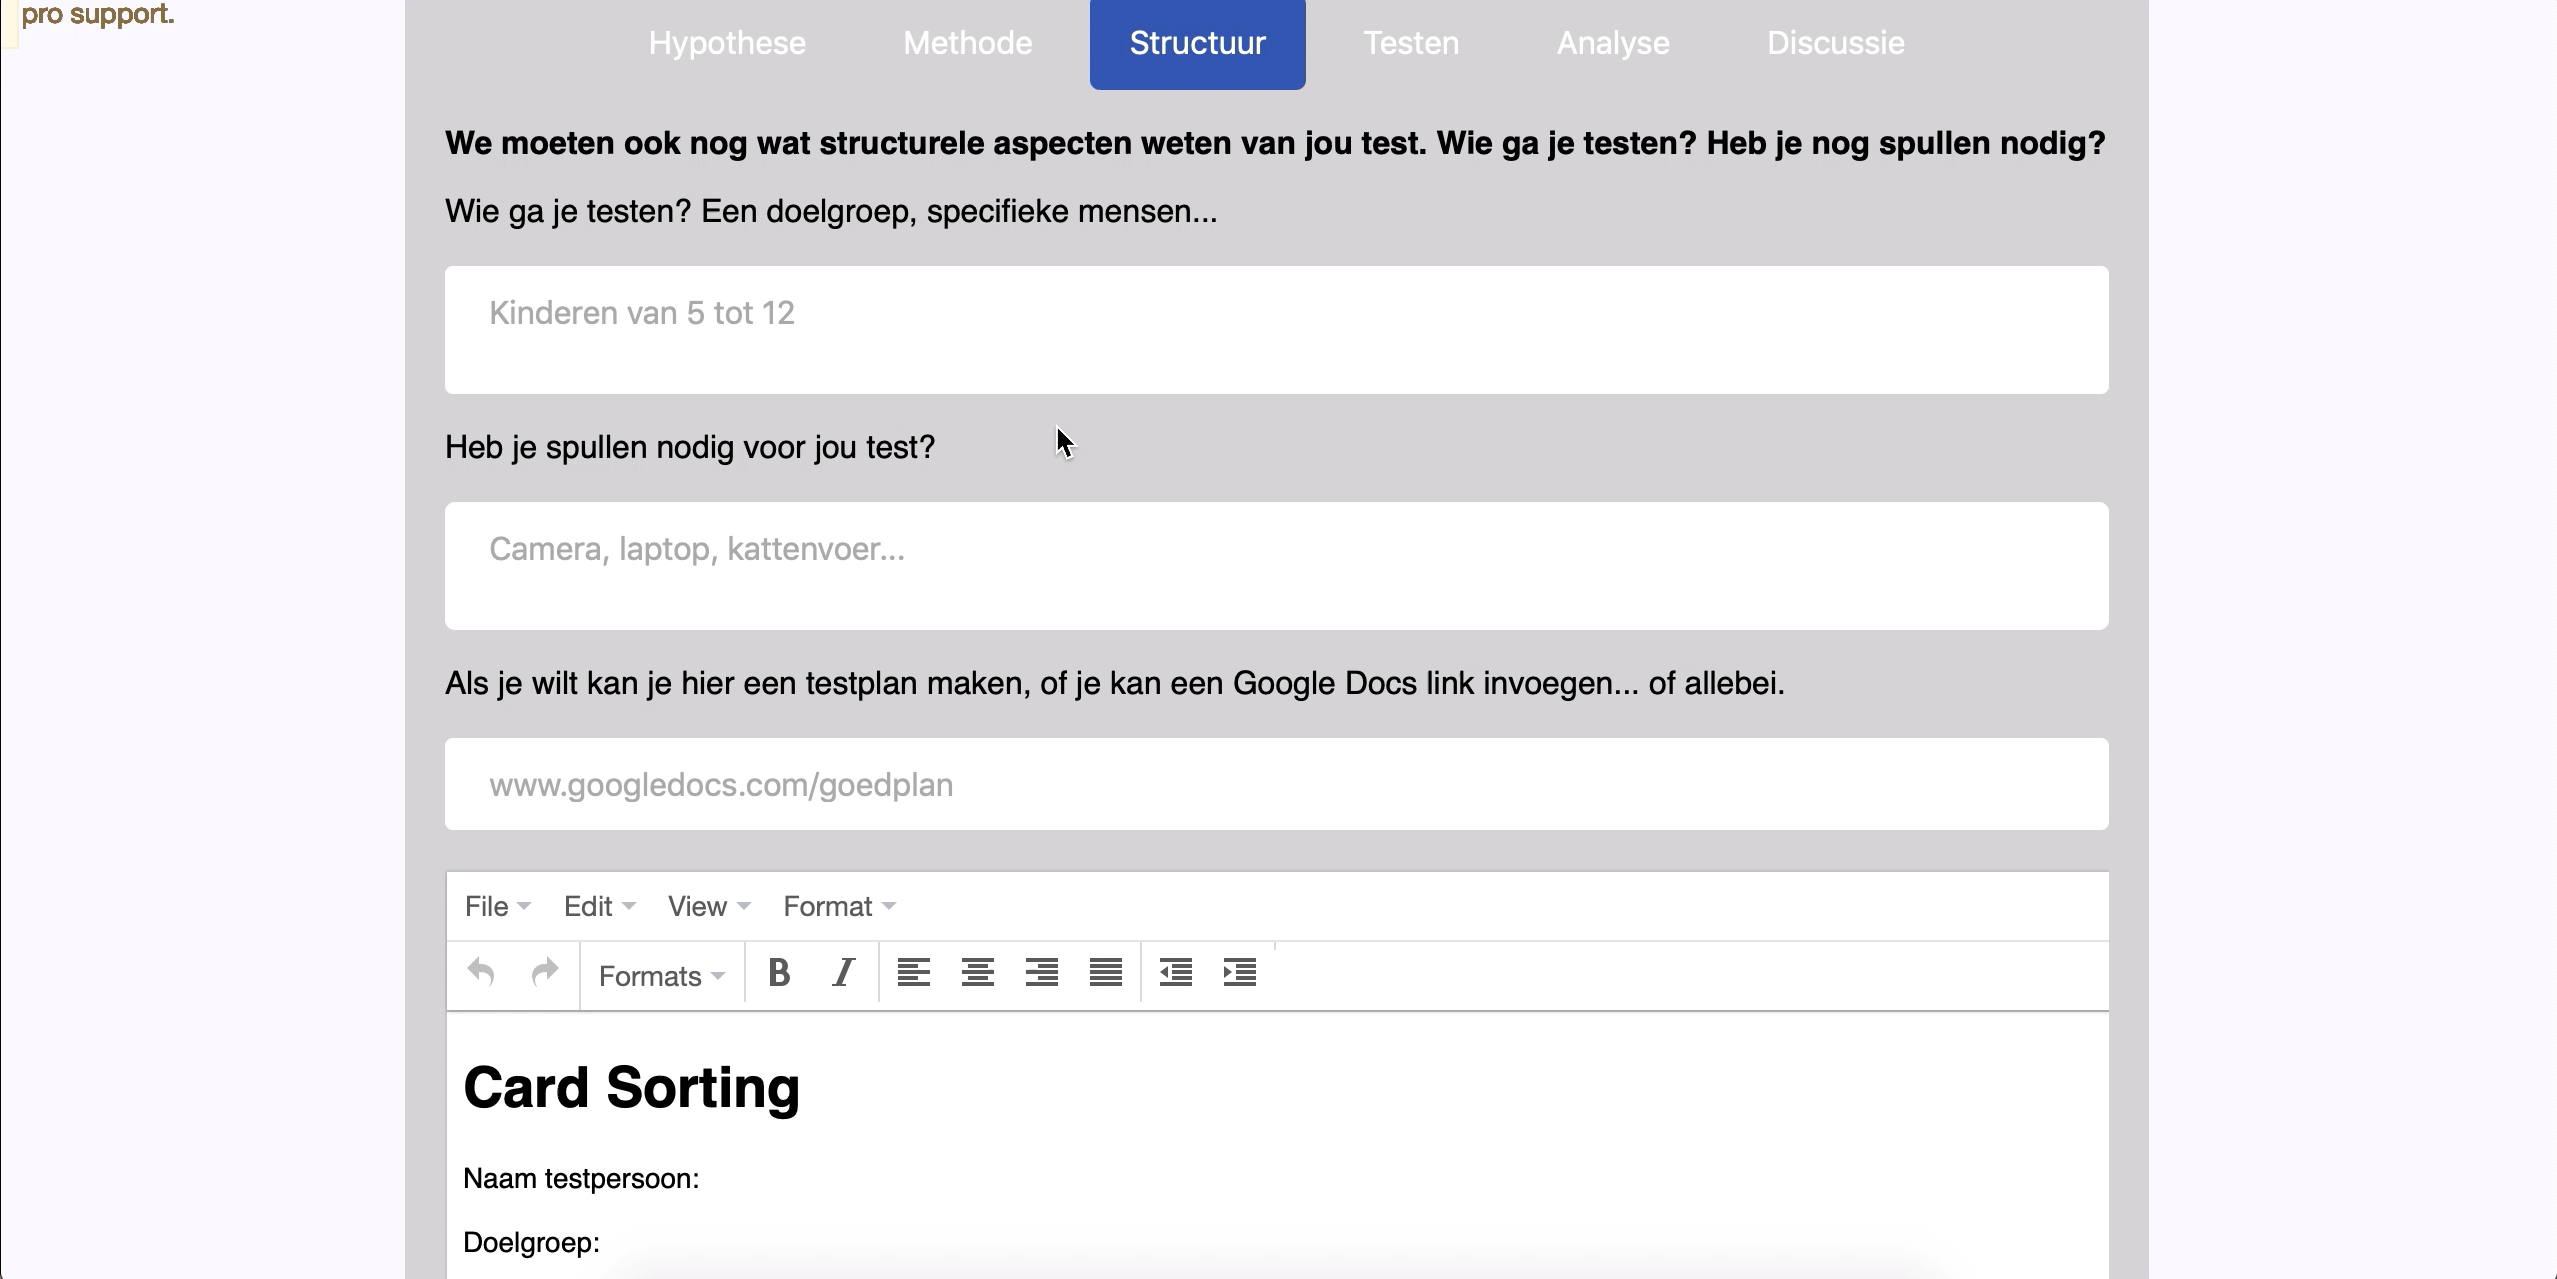 pro support.
Hypothese Methode Structuur Testen Analyse Discussie
We moeten ook nog wat structurele aspecten weten van jou test. Wie ga je testen? Heb je nog spullen nodig?
Wie ga je testen? Een doelgroep, specifieke mensen...
Kinderen van 5 tot 12
Heb je spullen nodig voor jou test?
Camera, laptop, kattenvoer...
Als je wilt kan je hier een testplan maken, of je kan een Google Docs link invoegen... of allebei.
www.googledocs.com/goedplan
File Edit View Format
Formats B I
Card Sorting
Naam testpersoon:
Doelgroep: